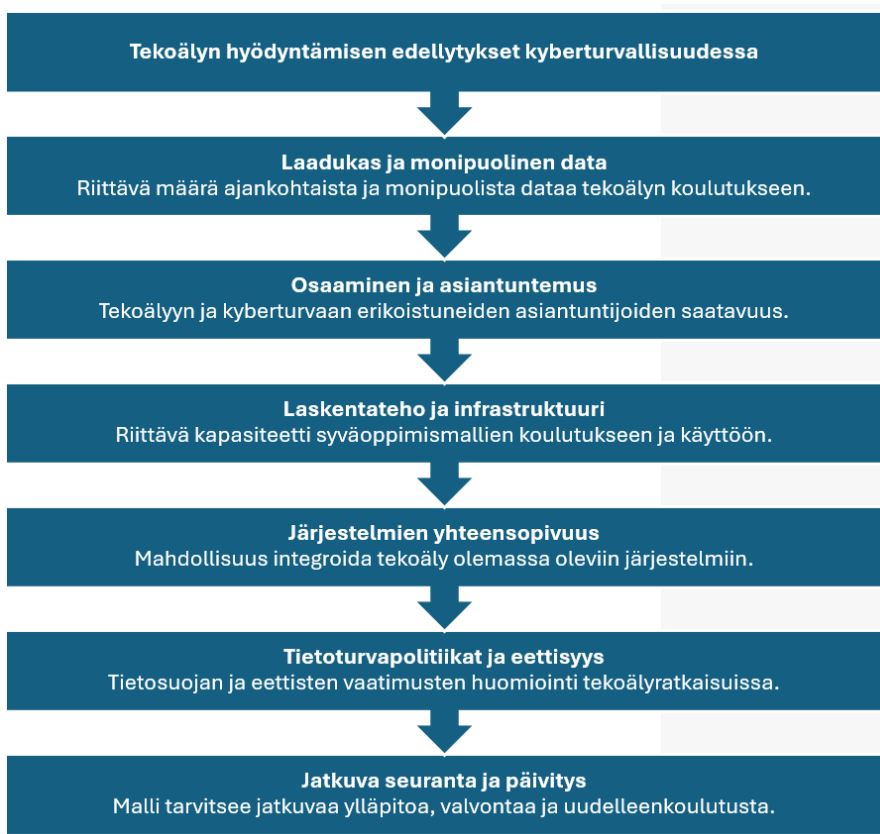 Tekoälyn hyödyntämisen edellytykset kyberturvallisuudessa
Laadukas ja monipuolinen data
Riittävä määrä ajankohtaista ja monipuolista dataa tekoälyn koulutukseen.
Osaaminen ja asiantuntemus
Tekoälyyn ja kyberturvaan erikoistuneiden asiantuntijoiden saatavuus.
Laskentateho ja infrastruktuuri
Riittävä kapasiteetti syväoppimismallien koulutukseen ja käyttöön.
Järjestelmien yhteensopivuus
Mahdollisuus integroida tekoäly olemassa oleviin järjestelmiin.
Tietoturvapolitiikat ja eettisyys
Tietosuojan ja eettisten vaatimusten huomiointi tekoälyratkaisuissa.
Jatkuva seuranta ja päivitys
Malli tarvitsee jatkuvaa ylläpitoa, valvontaa ja uudelleenkoulutusta.